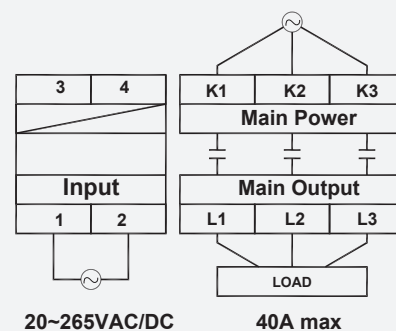 3 4 K1 K2 K3
Main Power
Input Main Output
1 2 L1 L2 L3
LOAD
20~265VAC/DC 40A max